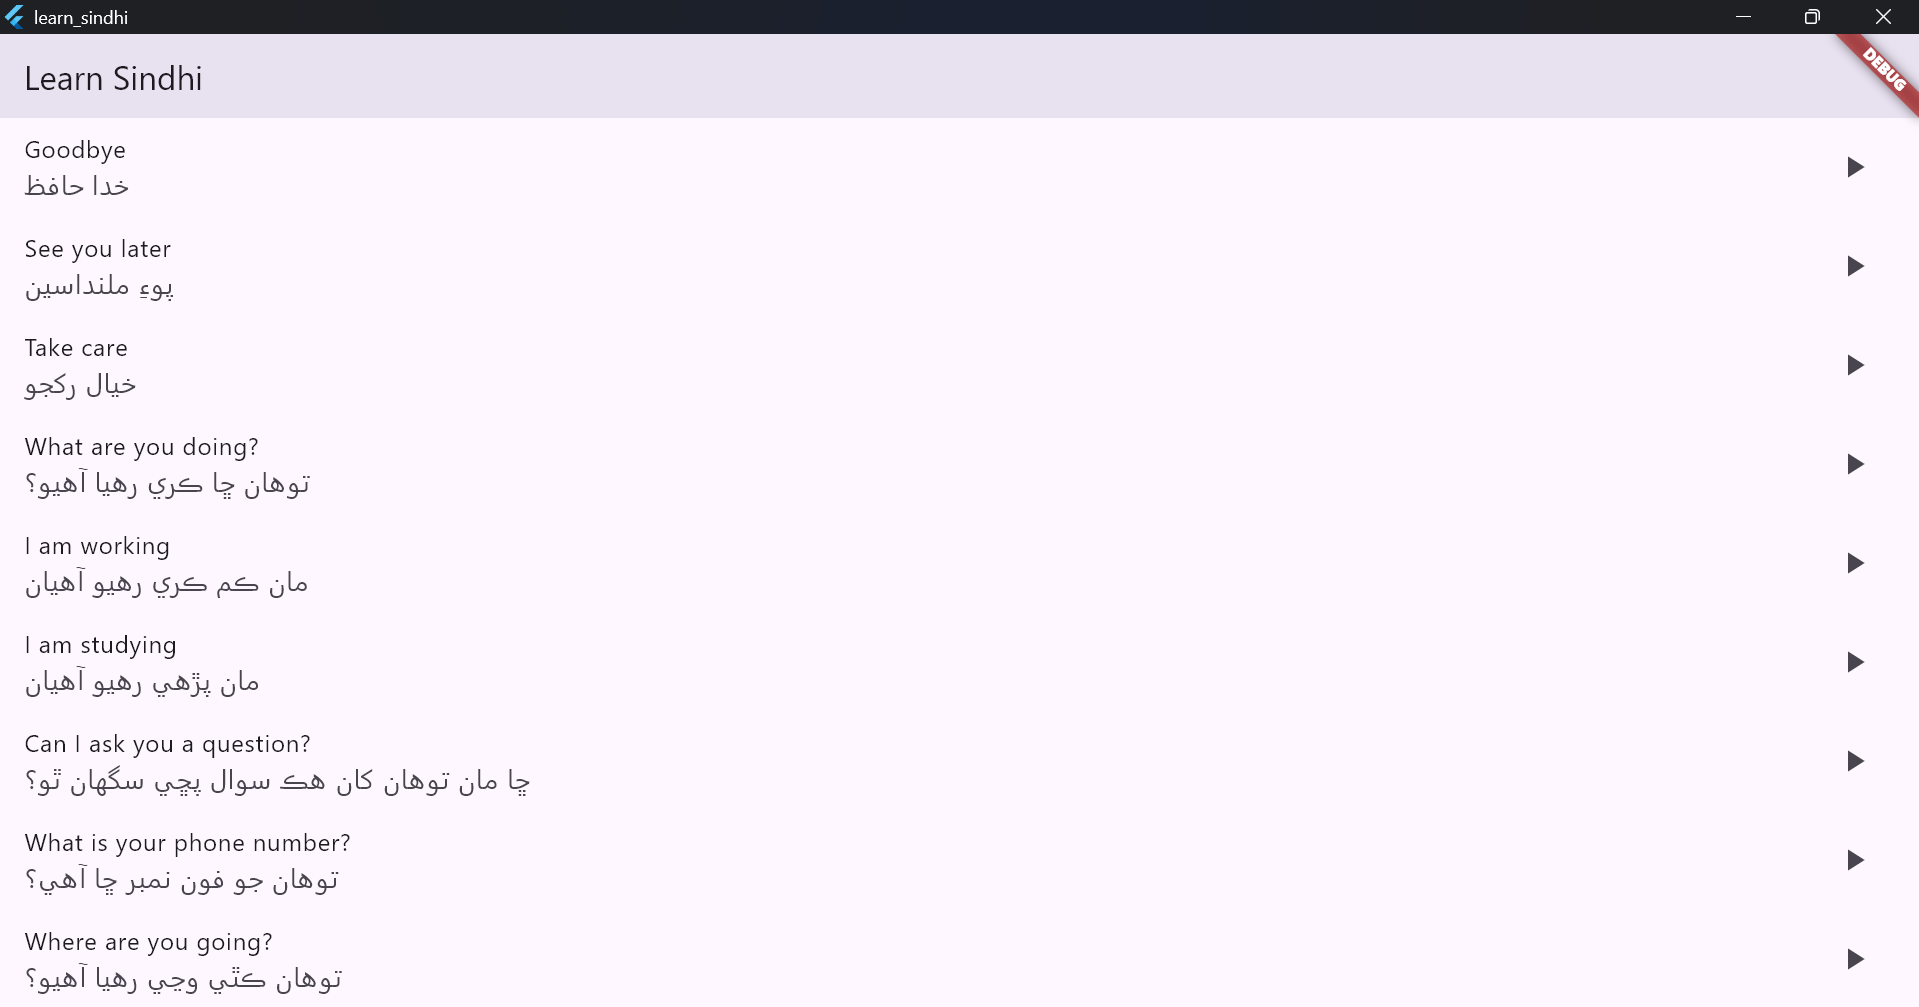 learn_sindhi
Learn Sindhi
DEBUG
Goodbye
خدا حافظ
See you later
پوءِ ملنداسين
Take care
خيال رکجو
What are you doing?
توهان ڇا ڪري رهيا آهيو؟
I am working
مان ڪم ڪري رهيو آهيان
I am studying
مان پڙهي رهيو آهيان
Can I ask you a question?
ڇا مان توهان کان هڪ سوال پڇي سگهان ٿو؟
What is your phone number?
توهان جو فون نمبر ڇا آهي؟
Where are you going?
توهان ڪٿي وڃي رهيا آهيو؟